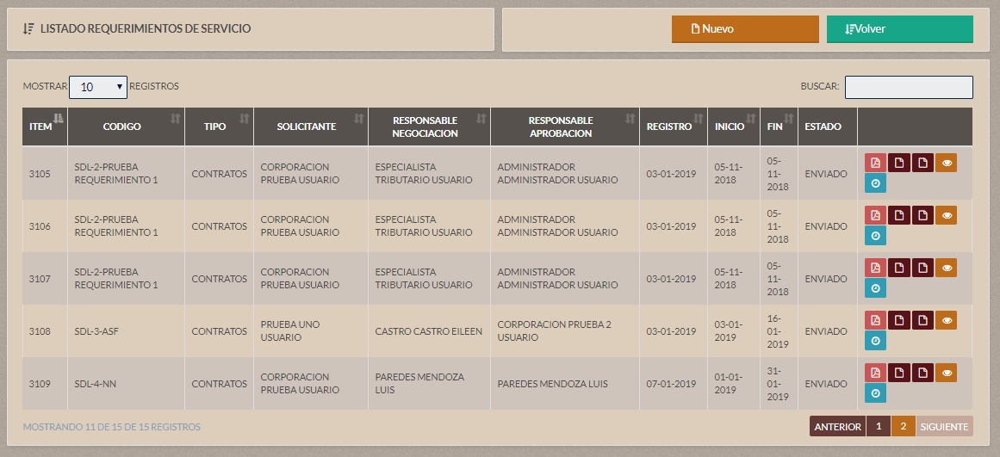 LISTADO REQUERIMIENTOS DE SERVICIO
Nuevo
Volver
MOSTRAR 10 REGISTROS
BUSCAR:
ITEM
CODIGO
TIPO
SOLICITANTE
RESPONSABLE
NEGOCIACION
RESPONSABLE
APROBACION
REGISTRO
INICIO
FIN
ESTADO
3105
SDL-2-PRUEBA
REQUERIMIENTO 1
CONTRATOS
CORPORACION
PRUEBA USUARIO
ESPECIALISTA
TRIBUTARIO USUARIO
ADMINISTRADOR
ADMINISTRADOR USUARIO
03-01-2019
05-11-
2018
05-
11-
2018
ENVIADO
3106
SDL-2-PRUEBA
REQUERIMIENTO 1
CONTRATOS
CORPORACION
PRUEBA USUARIO
ESPECIALISTA
TRIBUTARIO USUARIO
ADMINISTRADOR
ADMINISTRADOR USUARIO
03-01-2019
05-11-
2018
05-
11-
2018
ENVIADO
3107
SDL-2-PRUEBA
REQUERIMIENTO 1
CONTRATOS
CORPORACION
PRUEBA USUARIO
ESPECIALISTA
TRIBUTARIO USUARIO
ADMINISTRADOR
ADMINISTRADOR USUARIO
03-01-2019
05-11-
2018
05-
11-
2018
ENVIADO
3108
SDL-3-ASF
CONTRATOS
PRUEBA UNO
USUARIO
CASTRO CASTRO EILEEN
CORPORACION PRUEBA 2
USUARIO
03-01-2019
03-01-
2019
16-
01-
2019
ENVIADO
3109
SDL-4-NN
CONTRATOS
CORPORACION
PRUEBA USUARIO
PAREDES MENDOZA
LUIS
PAREDES MENDOZA LUIS
07-01-2019
01-01-
2019
31-
01-
2019
ENVIADO
MOSTRANDO 11 DE 15 DE 15 REGISTROS
ANTERIOR 1 2 SIGUIENTE